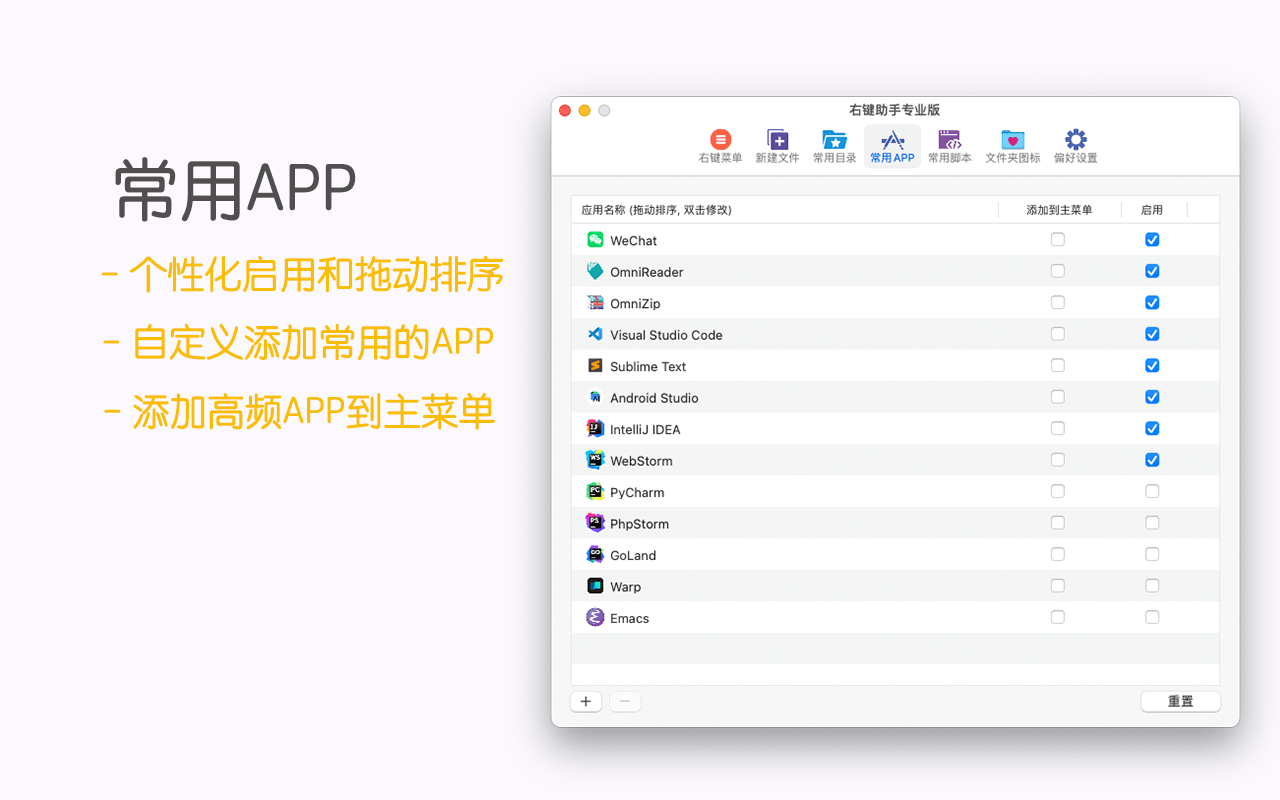 常用APP
- 个性化启用和拖动排序
- 自定义添加常用的APP
- 添加高频APP到主菜单
右键助手专业版
右键菜单 新建文件 常用目录 常用APP 常用脚本 文件夹图标 偏好设置
应用名称 (拖动排序, 双击修改) 添加到主菜单 启用
WeChat
OmniReader
OmniZip
Visual Studio Code
Sublime Text
Android Studio
IntelliJ IDEA
WebStorm
PyCharm
PhpStorm
GoLand
Warp
Emacs
重置